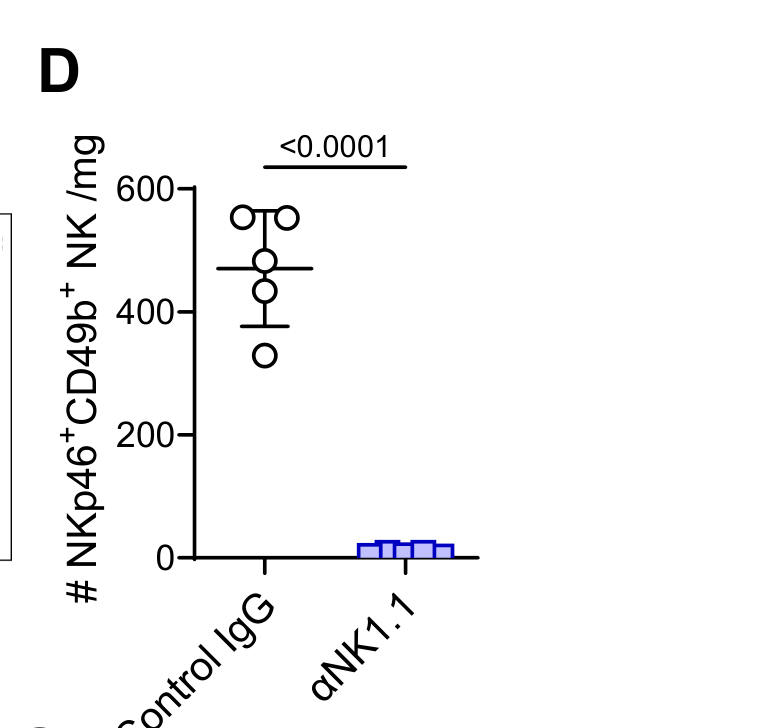 D
<0.0001
# NKp46⁺CD49b⁺ NK /mg
600
400
200
0
Control IgG
αNK1.1